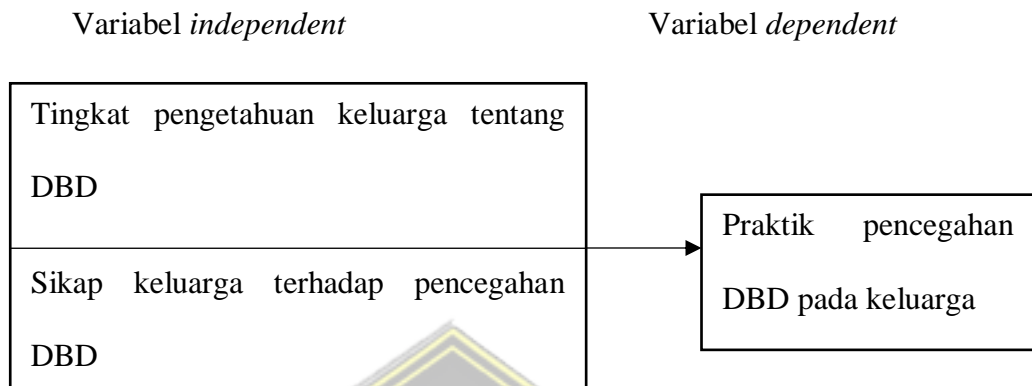 Variabel independent Variabel dependent
Tingkat pengetahuan keluarga tentang
DBD
Sikap keluarga terhadap pencegahan
DBD
Praktik pencegahan
DBD pada keluarga